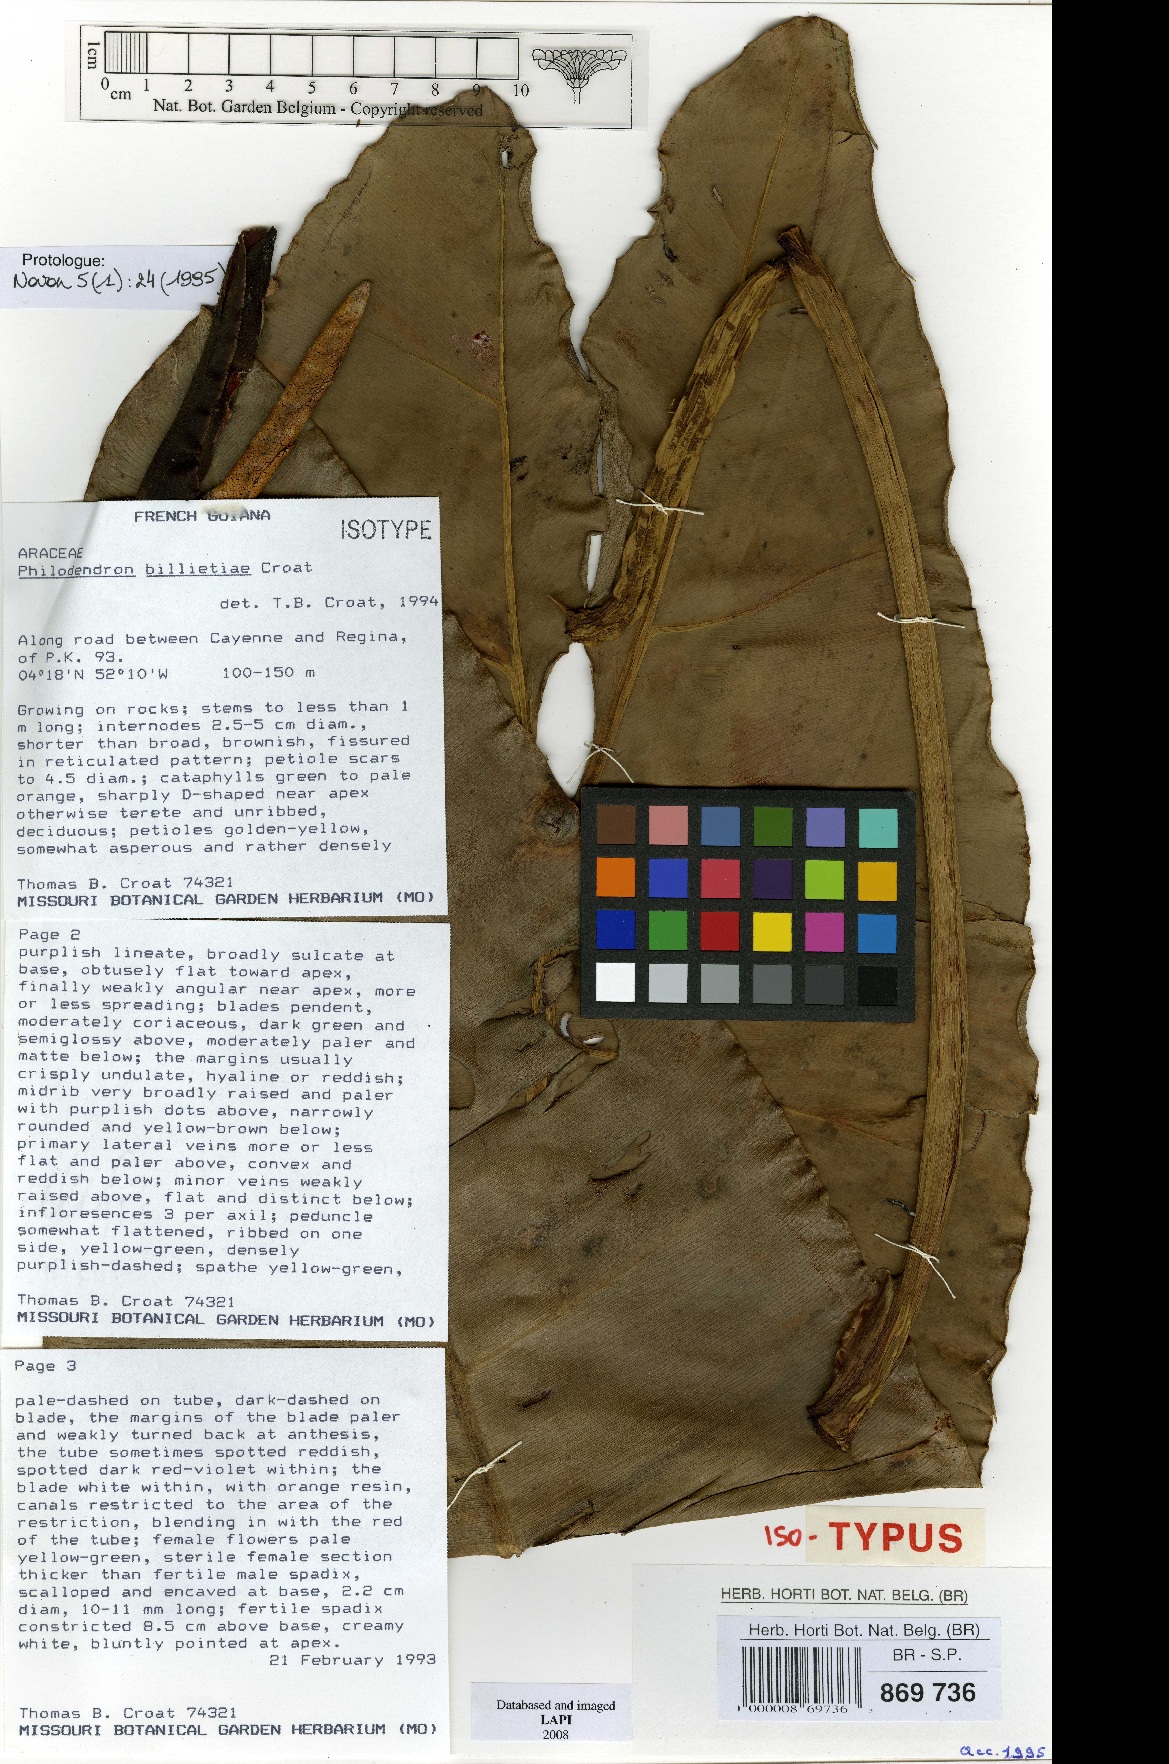 1cm
0 1 2 3 4 5 6 7 8 9 10
cm
Nat. Bot. Garden Belgium - Copyright reserved
Protologue:
Novon 5(1): 24 (1995)
FRENCH GUIANA
ISOTYPE
ARACEAE
Philodendron billietiae Croat
det. T.B. Croat, 1994
Along road between Cayenne and Regina,
of P.K. 93.
04°18'N 52°10'W 100-150 m
Growing on rocks; stems to less than 1
m long; internodes 2.5-5 cm diam.,
shorter than broad, brownish, fissured
in reticulated pattern; petiole scars
to 4.5 diam.; cataphylls green to pale
orange, sharply D-shaped near apex
otherwise terete and unribbed,
deciduous; petioles golden-yellow,
somewhat asperous and rather densely
Thomas B. Croat 74321
MISSOURI BOTANICAL GARDEN HERBARIUM (MO)
Page 2
purplish lineate, broadly sulcate at
base, obtusely flat toward apex,
finally weakly angular near apex, more
or less spreading; blades pendent,
moderately coriaceous, dark green and
semiglossy above, moderately paler and
matte below; the margins usually
crisply undulate, hyaline or reddish;
midrib very broadly raised and paler
with purplish dots above, narrowly
rounded and yellow-brown below;
primary lateral veins more or less
flat and paler above, convex and
reddish below; minor veins weakly
raised above, flat and distinct below;
infloresences 3 per axil; peduncle
somewhat flattened, ribbed on one
side, yellow-green, densely
purplish-dashed; spathe yellow-green,
Thomas B. Croat 74321
MISSOURI BOTANICAL GARDEN HERBARIUM (MO)
Page 3
pale-dashed on tube, dark-dashed on
blade, the margins of the blade paler
and weakly turned back at anthesis,
the tube sometimes spotted reddish,
spotted dark red-violet within; the
blade white within, with orange resin,
canals restricted to the area of the
restriction, blending in with the red
of the tube; female flowers pale
yellow-green, sterile female section
thicker than fertile male spadix,
scalloped and encaved at base, 2.2 cm
diam, 10-11 mm long; fertile spadix
constricted 8.5 cm above base, creamy
white, bluntly pointed at apex.
21 February 1993
Thomas B. Croat 74321
MISSOURI BOTANICAL GARDEN HERBARIUM (MO)
ISO - TYPUS
HERB. HORTI BOT. NAT. BELG. (BR)
Herb. Horti Bot. Nat. Belg. (BR)
BR - S.P.
869 736
000008 69736
Databased and imaged
LAPI
2008
Acc. 1995